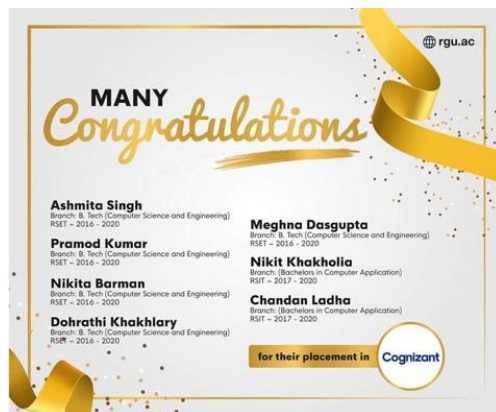 rgu.ac
MANY
Congratulations
Ashmita Singh
Branch: B. Tech (Computer Science and Engineering)
RSET ~ 2016 - 2020
Pramod Kumar
Branch: B. Tech (Computer Science and Engineering)
RSET ~ 2016 - 2020
Nikita Barman
Branch: B. Tech (Computer Science and Engineering)
RSET ~ 2016 - 2020
Dohrathi Khakhlary
Branch: B. Tech (Computer Science and Engineering)
RSET ~ 2016 - 2020
Meghna Dasgupta
Branch: B. Tech (Computer Science and Engineering)
RSET ~ 2016 - 2020
Nikit Khakholia
Branch: (Bachelors in Computer Application)
RSIT ~ 2017 - 2020
Chandan Ladha
Branch: (Bachelors in Computer Application)
RSIT ~ 2017 - 2020
for their placement in
Cognizant